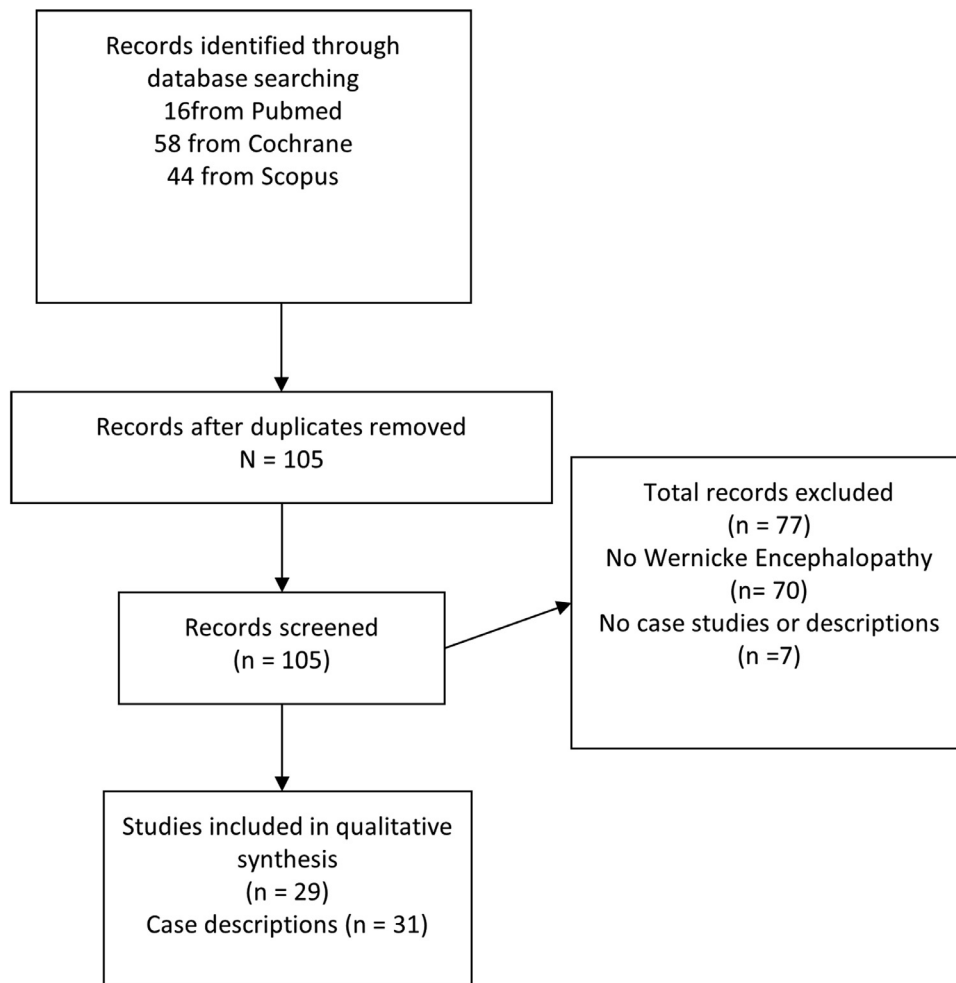 Records identified through
database searching
16from Pubmed
58 from Cochrane
44 from Scopus
Records after duplicates removed
N = 105
Records screened
(n = 105)
Total records excluded
(n = 77)
No Wernicke Encephalopathy
(n= 70)
No case studies or descriptions
(n =7)
Studies included in qualitative
synthesis
(n = 29)
Case descriptions (n = 31)